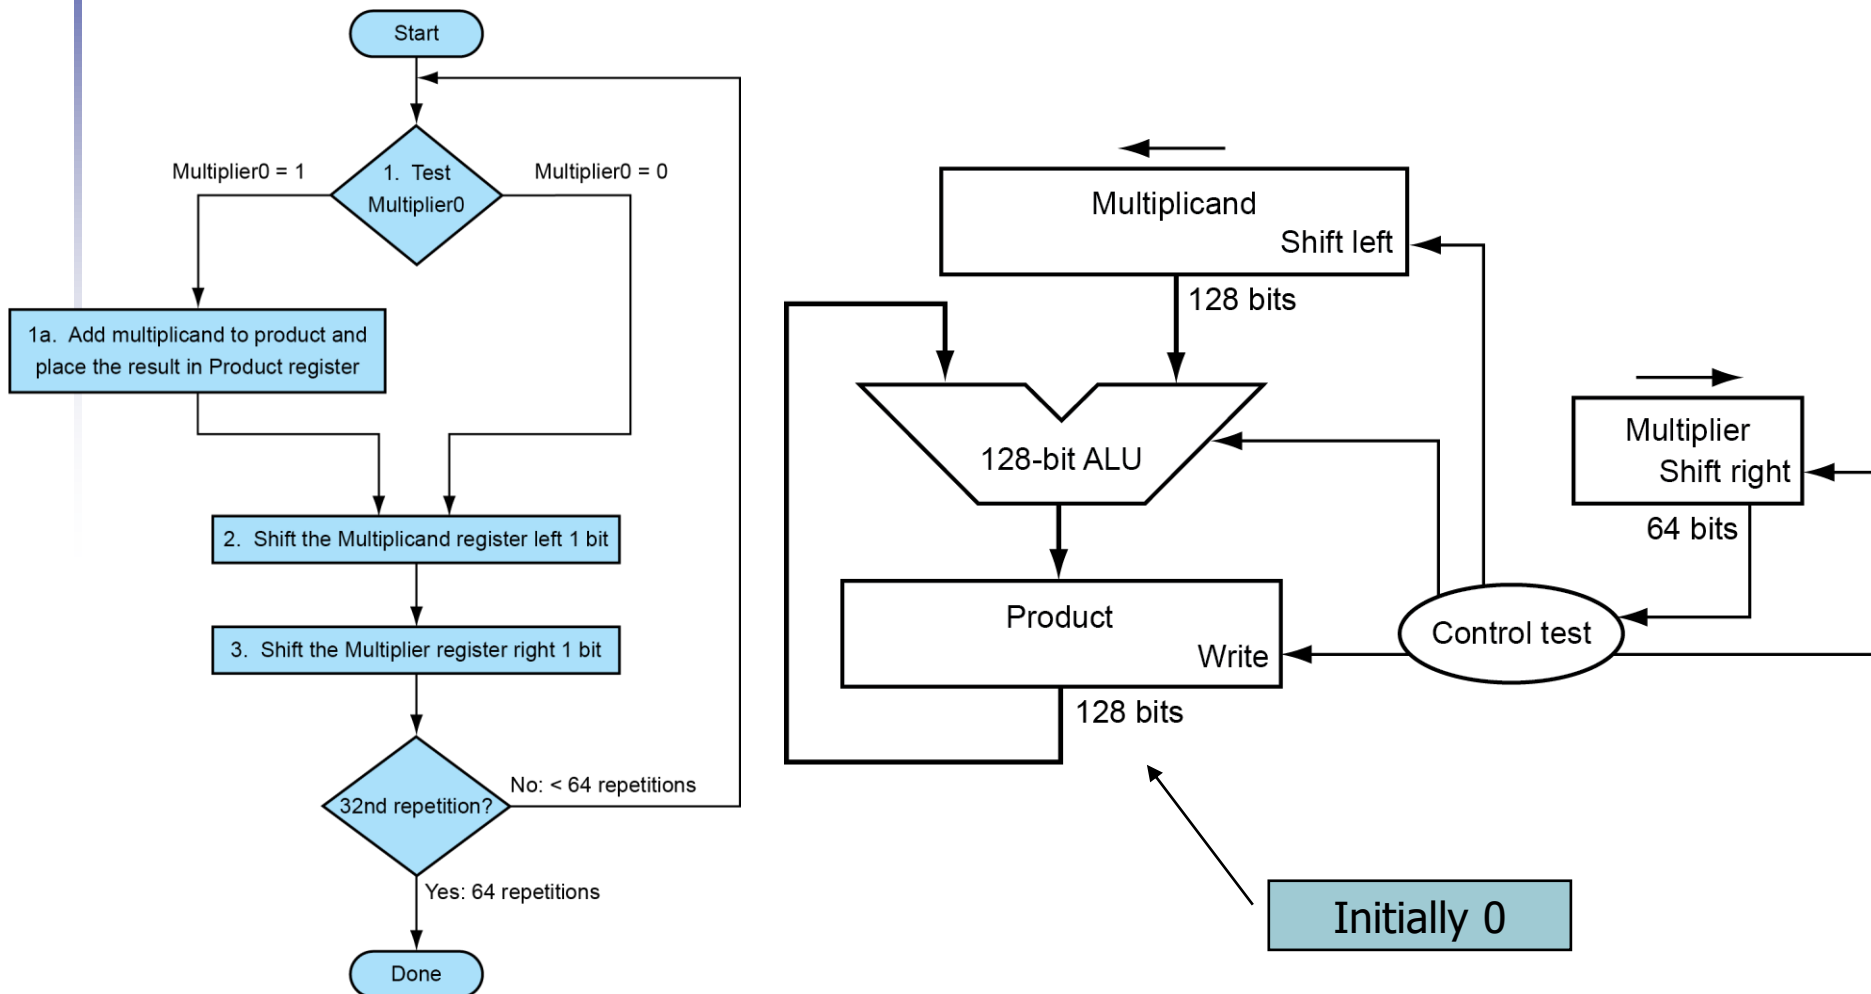 Start
Multiplier0 = 1
1. Test
Multiplier0
Multiplier0 = 0
1a. Add multiplicand to product and
place the result in Product register
2. Shift the Multiplicand register left 1 bit
3. Shift the Multiplier register right 1 bit
32nd repetition?
No: < 64 repetitions
Yes: 64 repetitions
Done
Multiplicand
Shift left
128 bits
128-bit ALU
Multiplier
Shift right
64 bits
Product
Write
128 bits
Control test
Initially 0